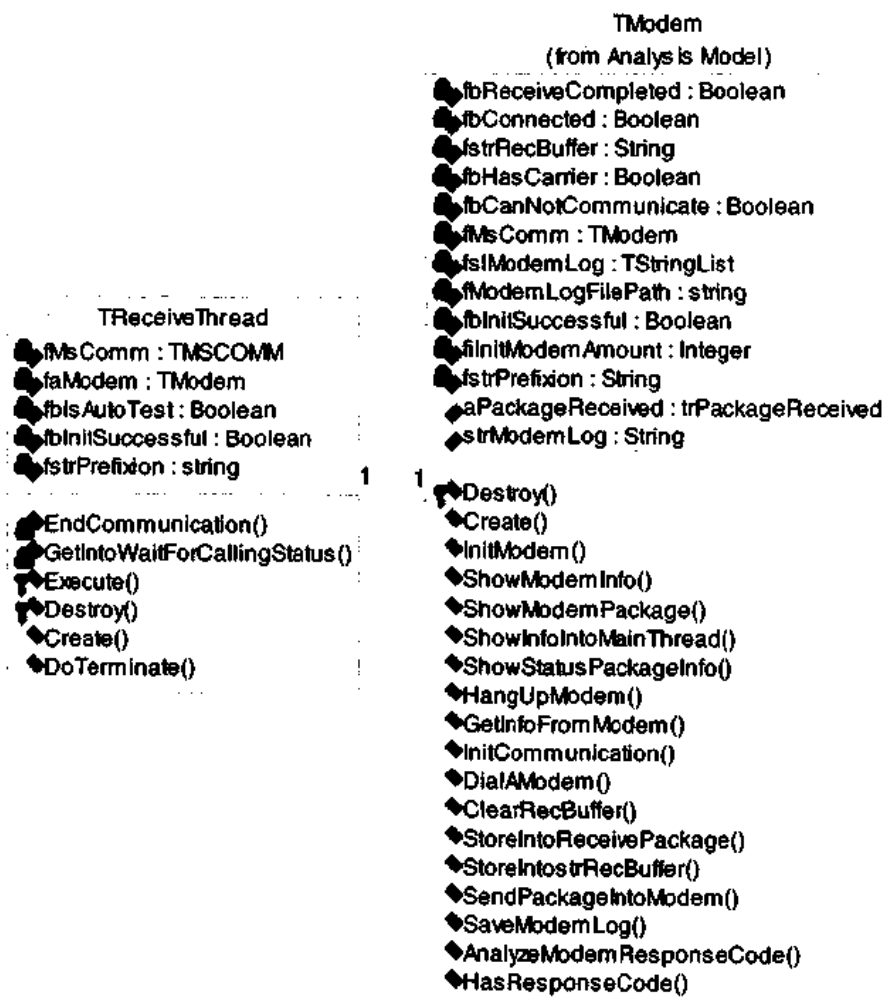 TModem
(from Analysis Model)
fbReceiveCompleted : Boolean
fbConnected : Boolean
fstrRecBuffer : String
fbHasCarrier : Boolean
fbCanNotCommunicate : Boolean
fMsComm : TModem
fslModemLog : TStringList
fModemLogFilePath : string
fbInitSuccessful : Boolean
fiInitModemAmount : Integer
fstrPrefixion : String
aPackageReceived : trPackageReceived
strModemLog : String
1
Destroy()
Create()
InitModem()
ShowModemInfo()
ShowModemPackage()
ShowInfoIntoMainThread()
ShowStatusPackageInfo()
HangUpModem()
GetInfoFromModem()
InitCommunication()
DialAModem()
ClearRecBuffer()
StoreIntoReceivePackage()
StoreIntostrRecBuffer()
SendPackageIntoModem()
SaveModemLog()
AnalyzeModemResponseCode()
HasResponseCode()
TReceiveThread
fMsComm : TMSCOMM
faModem : TModem
fbIsAutoTest : Boolean
fbInitSuccessful : Boolean
fstrPrefixion : string
1
EndCommunication()
GetIntoWaitForCallingStatus()
Execute()
Destroy()
Create()
DoTerminate()